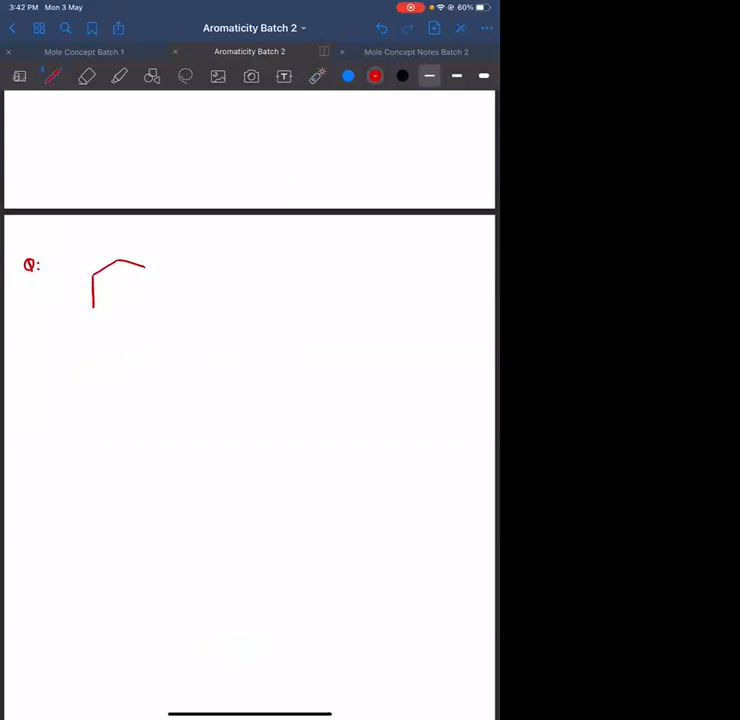 3:42 PM Mon 3 May
60%
Aromaticity Batch 2
Mole Concept Batch 1
Aromaticity Batch 2
Mole Concept Notes Batch 2
T
Q: